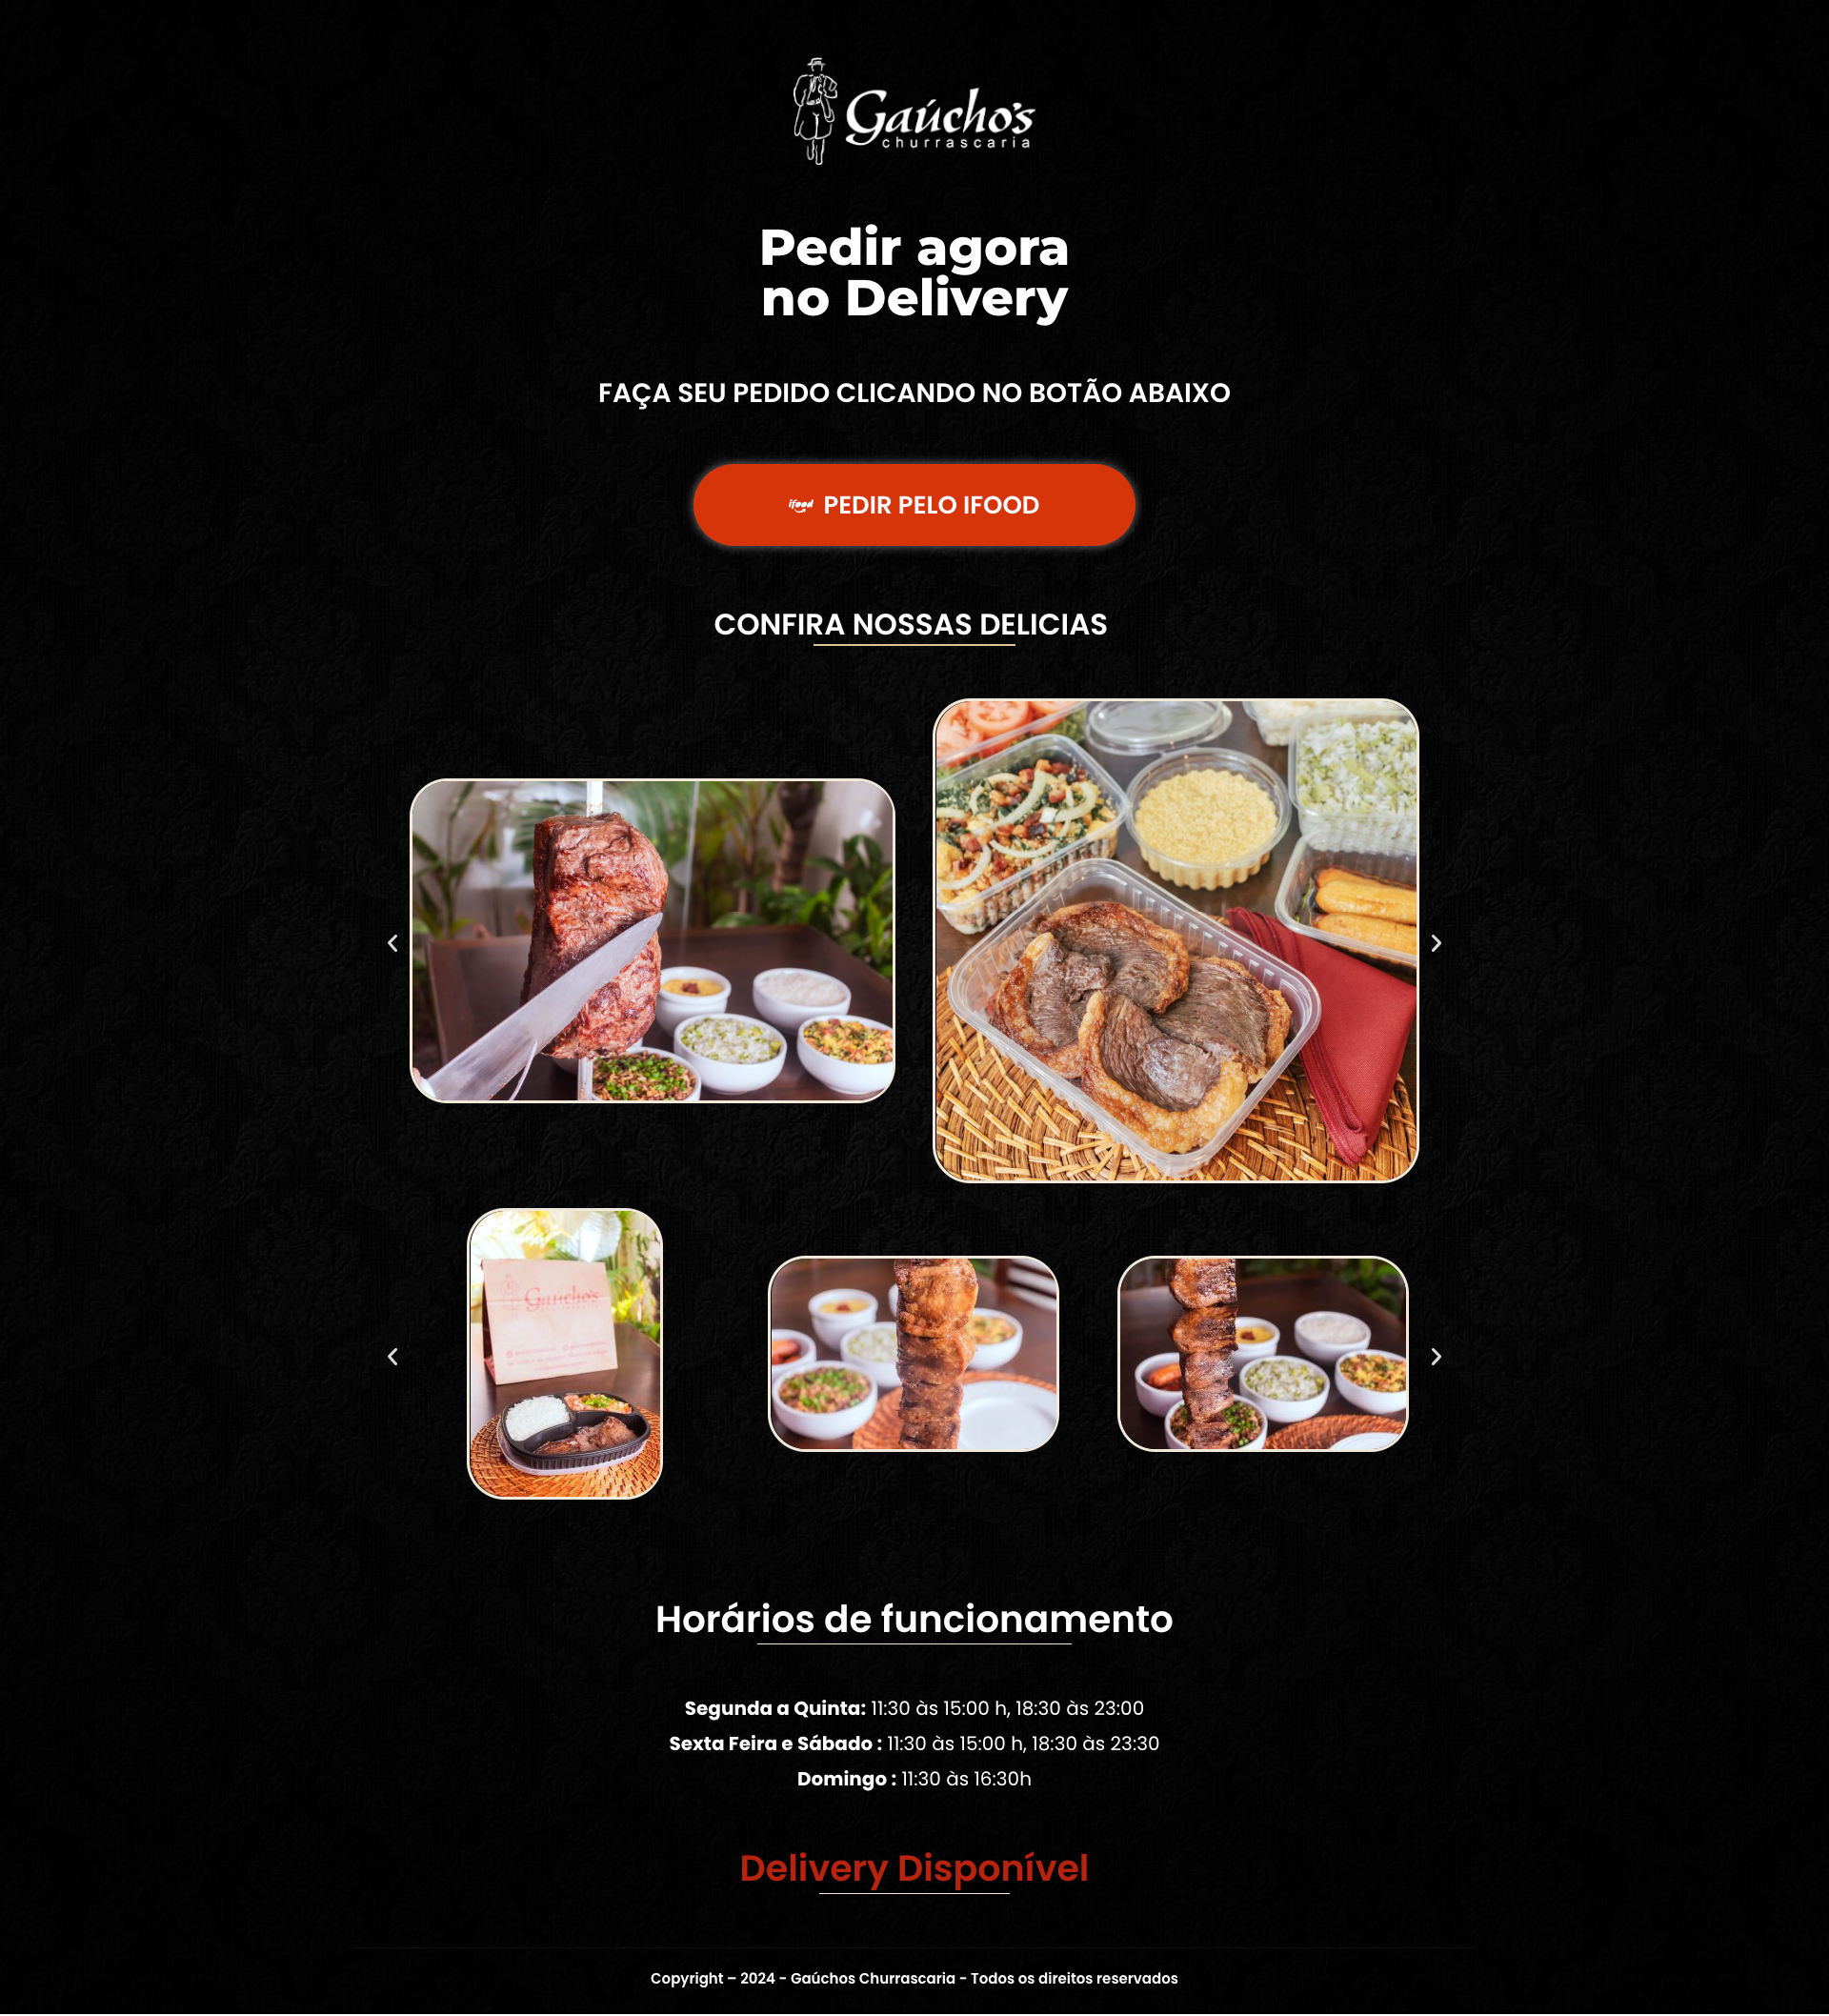 Gaúcho's
churrascaria
Pedir agora
no Delivery
FAÇA SEU PEDIDO CLICANDO NO BOTÃO ABAIXO
ifood PEDIR PELO IFOOD
CONFIRA NOSSAS DELICIAS
Gaúcho's
Horários de funcionamento
Segunda a Quinta: 11:30 às 15:00 h, 18:30 às 23:00
Sexta Feira e Sábado : 11:30 às 15:00 h, 18:30 às 23:30
Domingo : 11:30 às 16:30h
Delivery Disponível
Copyright – 2024 - Gaúchos Churrascaria - Todos os direitos reservados